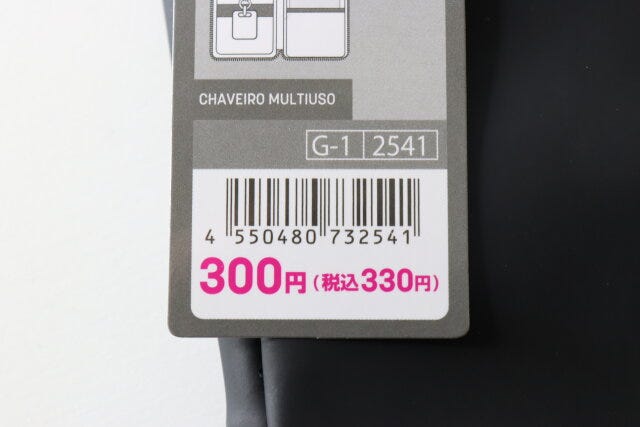 CHAVEIRO MULTIUSO
G-1 2541
4 550480 732541
300円(税込330円)